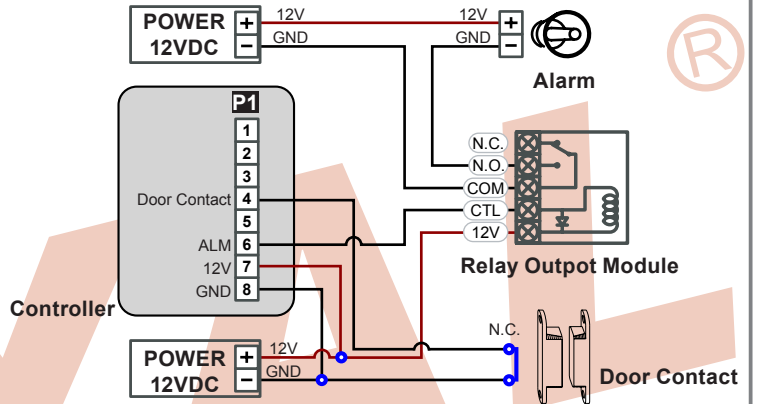 POWER 12VDC
+ 12V
− GND
12V +
GND −
Alarm
®
P1
1
2
3
Door Contact 4
5
ALM 6
12V 7
GND 8
Controller
N.C.
N.O.
COM
CTL
12V
Relay Outpot Module
POWER 12VDC
+ 12V
− GND
N.C.
Door Contact